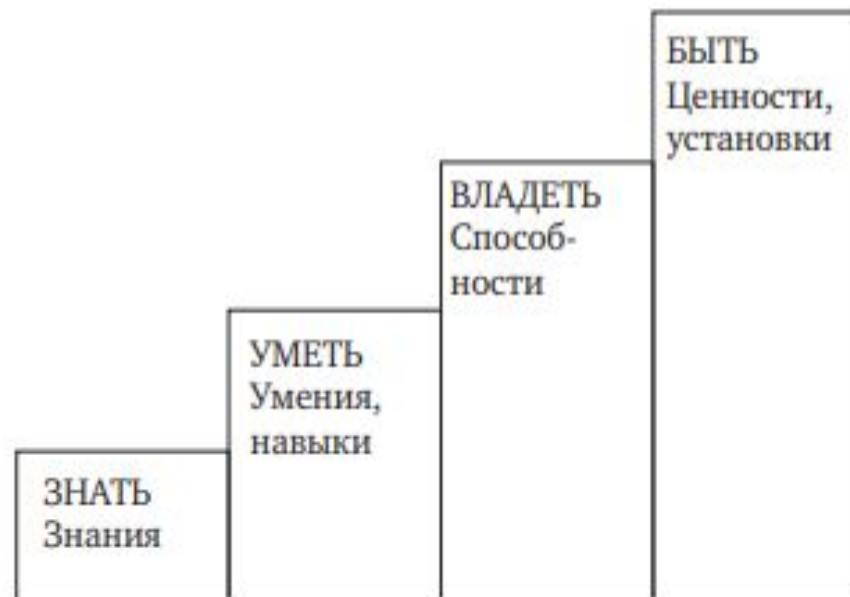 БЫТЬ
Ценности,
установки
ВЛАДЕТЬ
Способ-
ности
УМЕТЬ
Умения,
навыки
ЗНАТЬ
Знания